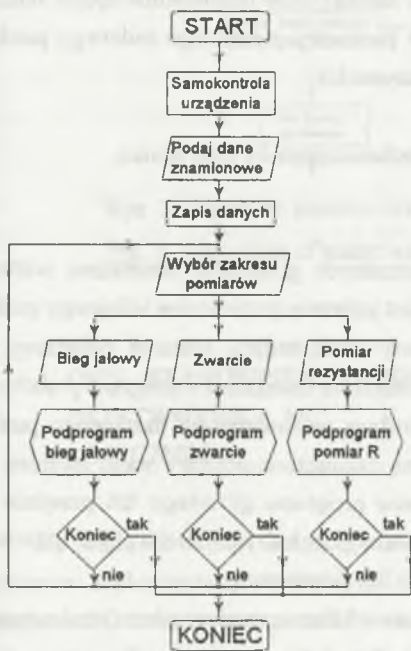 START
Samokontrola
urządzenia
Podaj dane
znamionowe
Zapis danych
Wybór zakresu
pomiarów
Bieg jałowy
Zwarcie
Pomiar
rezystancji
Podprogram
bieg jałowy
Podprogram
zwarcie
Podprogram
pomiar R
Koniec
tak
Koniec
tak
Koniec
tak
nie
nie
nie
KONIEC